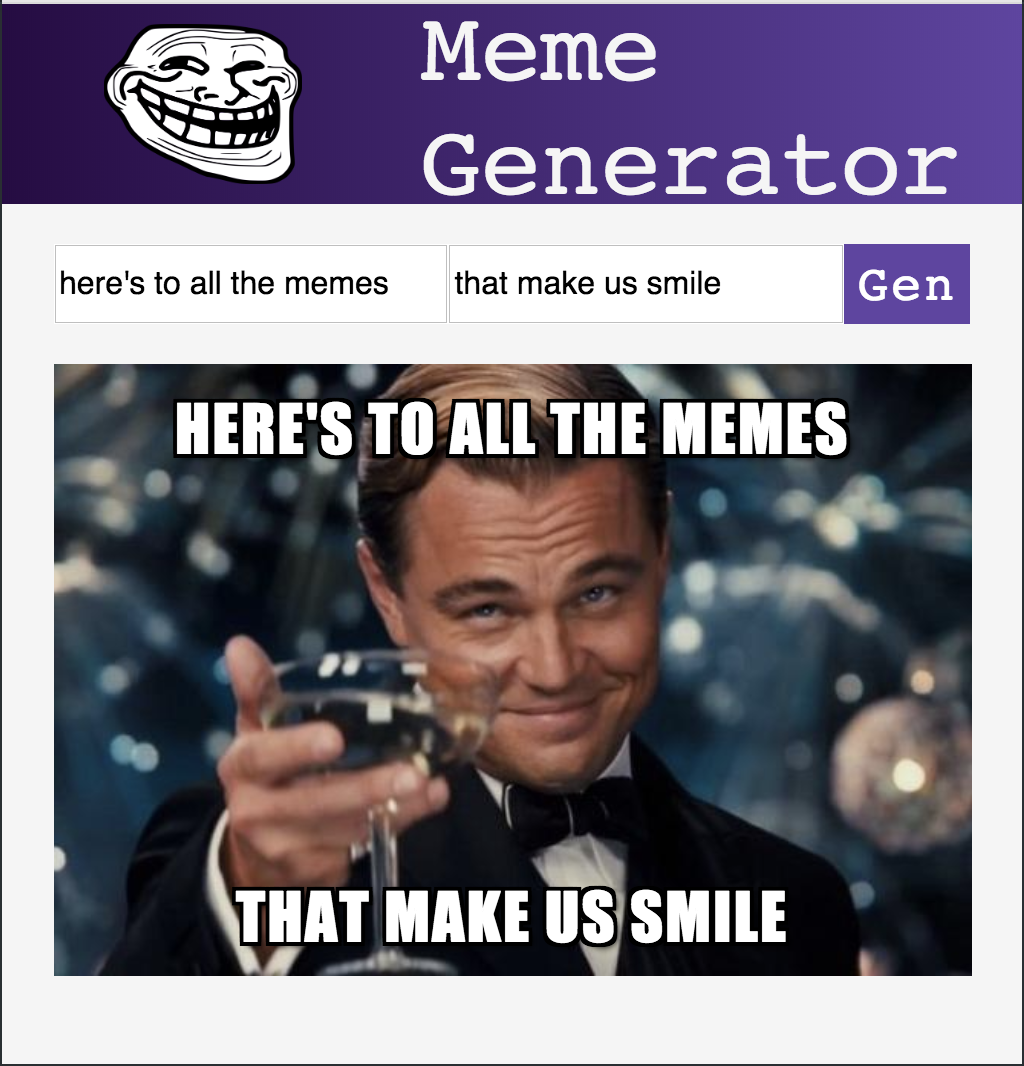 Meme
Generator
here's to all the memes
that make us smile
Gen
HERE'S TO ALL THE MEMES
THAT MAKE US SMILE